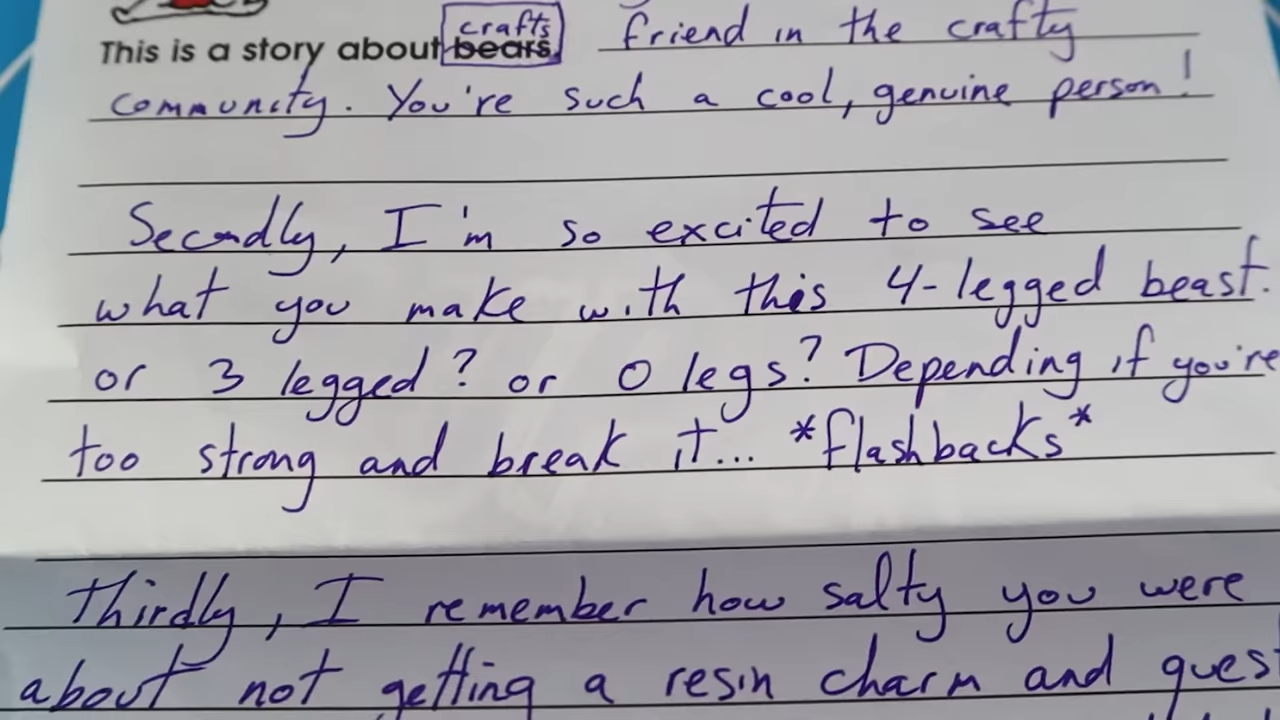 crafts
This is a story about bears. friend in the crafty
community. You're such a cool, genuine person!
Secondly, I'm so excited to see
what you make with this 4-legged beast.
or 3 legged? or 0 legs? Depending if you're
too strong and break it... *flashbacks*
Thirdly, I remember how salty you were
about not getting a resin charm and